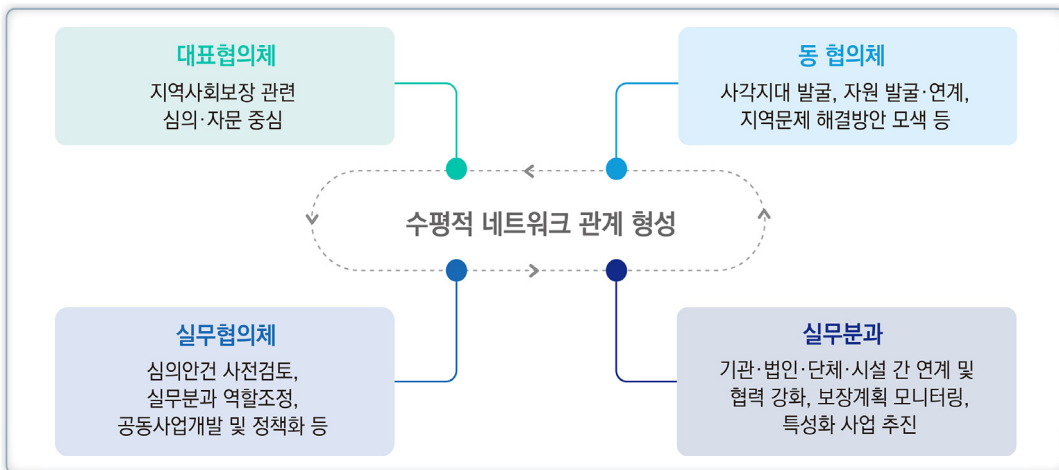 대표협의체
지역사회보장 관련
심의·자문 중심
동 협의체
사각지대 발굴, 자원 발굴·연계,
지역문제 해결방안 모색 등
수평적 네트워크 관계 형성
실무협의체
심의안건 사전검토,
실무분과 역할조정,
공동사업개발 및 정책화 등
실무분과
기관·법인·단체·시설 간 연계 및
협력 강화, 보장계획 모니터링,
특성화 사업 추진